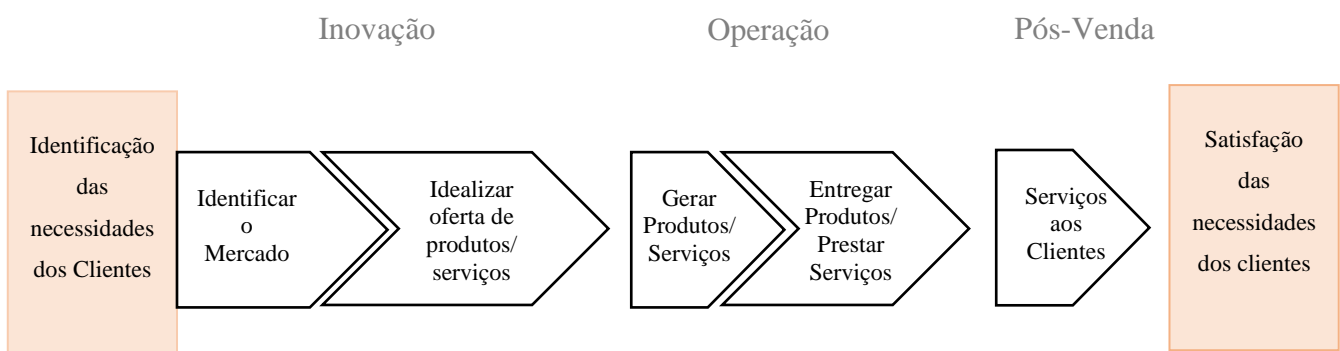 Inovação
Operação
Pós-Venda
Identificação
das
necessidades
dos Clientes
Identificar
o
Mercado
Idealizar
oferta de
produtos/
serviços
Gerar
Produtos/
Serviços
Entregar
Produtos/
Prestar
Serviços
Serviços
aos
Clientes
Satisfação
das
necessidades
dos clientes